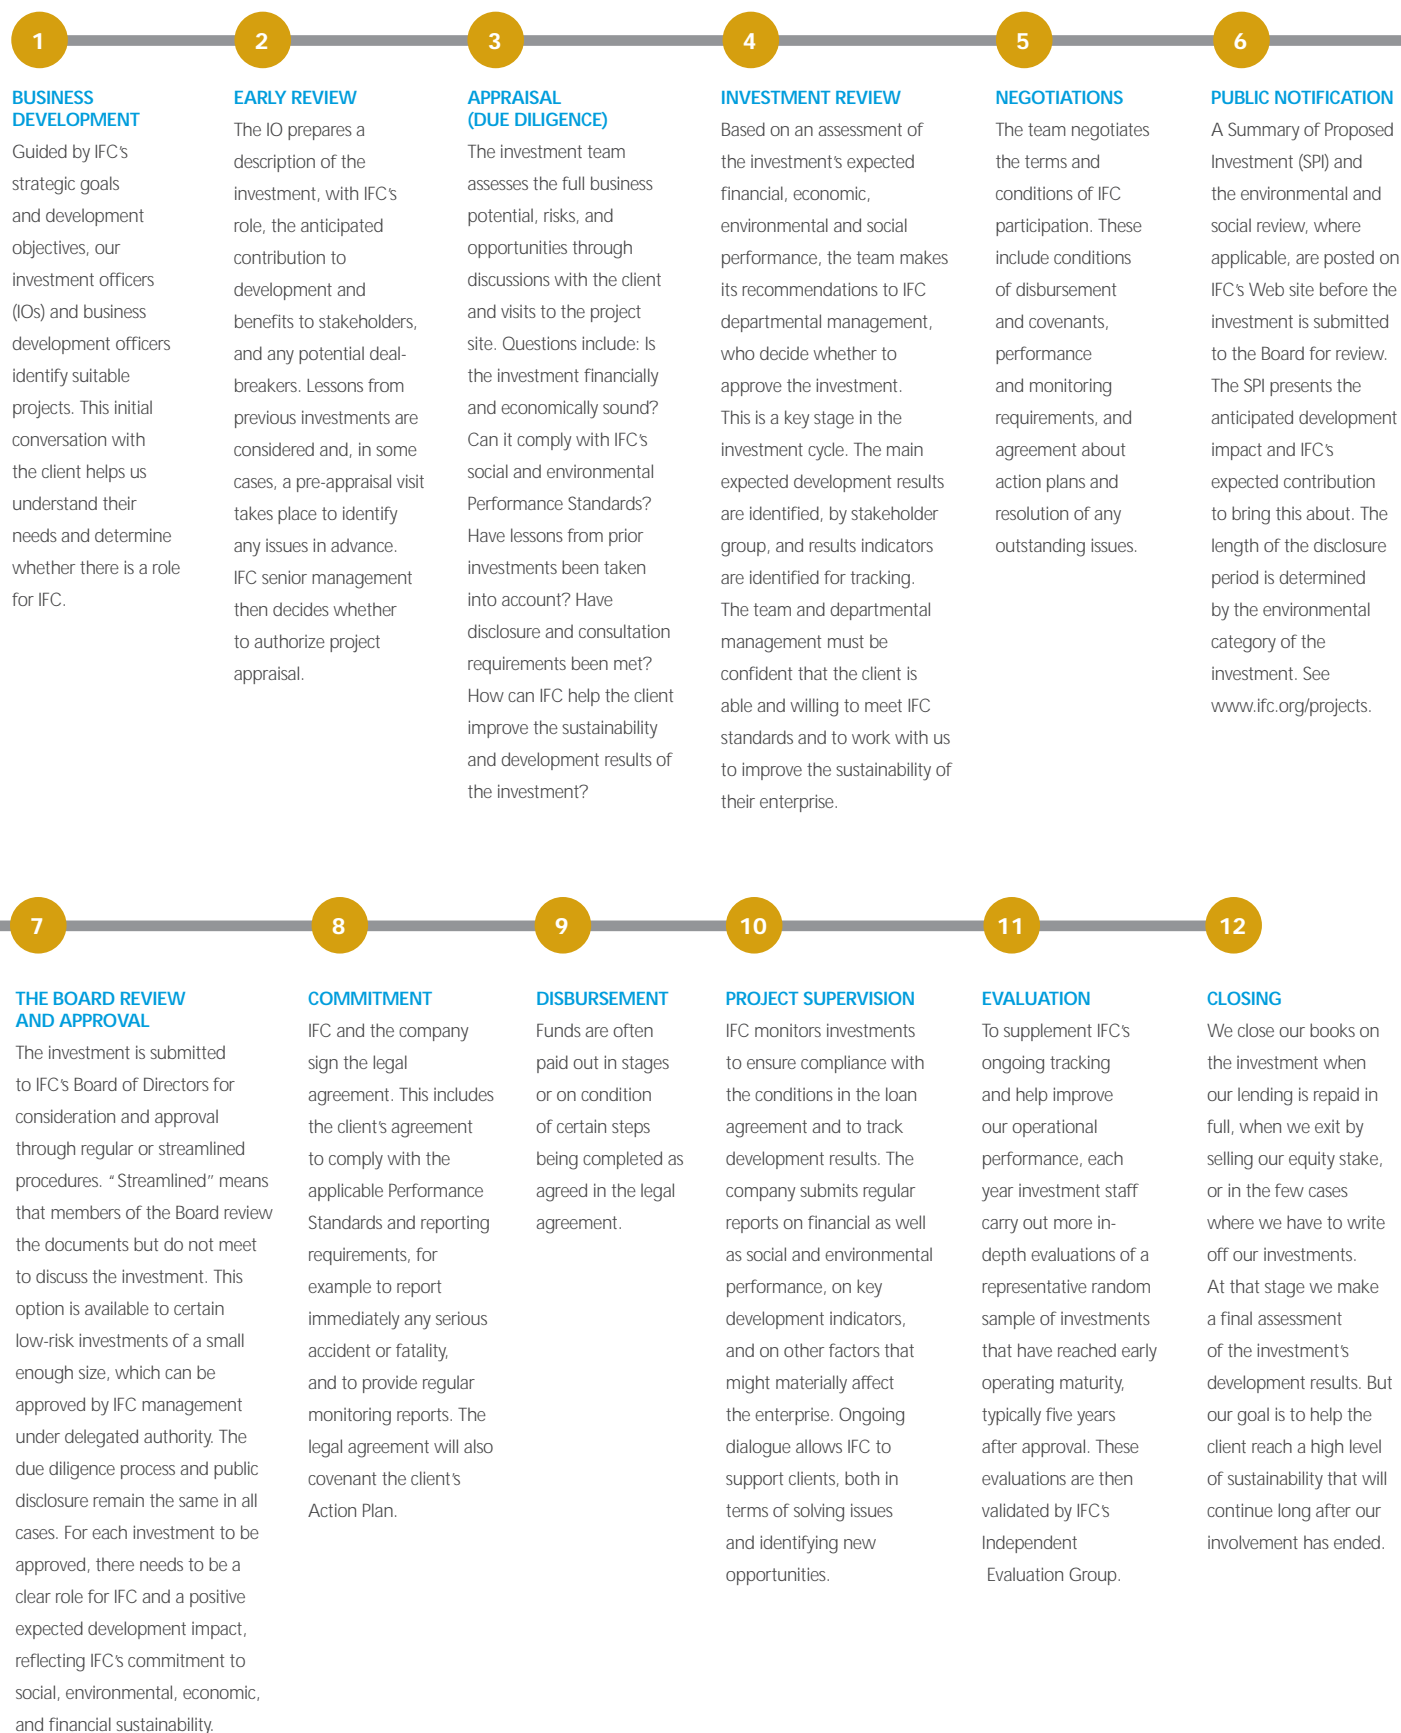 1
BUSINESS
DEVELOPMENT
Guided by IFC's
strategic goals
and development
objectives, our
investment officers
(IOs) and business
development officers
identify suitable
projects. This initial
conversation with
the client helps us
understand their
needs and determine
whether there is a role
for IFC.
2
EARLY REVIEW
The IO prepares a
description of the
investment, with IFC's
role, the anticipated
contribution to
development and
benefits to stakeholders,
and any potential deal-
breakers. Lessons from
previous investments are
considered and, in some
cases, a pre-appraisal visit
takes place to identify
any issues in advance.
IFC senior management
then decides whether
to authorize project
appraisal.
3
APPRAISAL
(DUE DILIGENCE)
The investment team
assesses the full business
potential, risks, and
opportunities through
discussions with the client
and visits to the project
site. Questions include: Is
the investment financially
and economically sound?
Can it comply with IFC's
social and environmental
Performance Standards?
Have lessons from prior
investments been taken
into account? Have
disclosure and consultation
requirements been met?
How can IFC help the client
improve the sustainability
and development results of
the investment?
4
INVESTMENT REVIEW
Based on an assessment of
the investment's expected
financial, economic,
environmental and social
performance, the team makes
its recommendations to IFC
departmental management,
who decide whether to
approve the investment.
This is a key stage in the
investment cycle. The main
expected development results
are identified, by stakeholder
group, and results indicators
are identified for tracking.
The team and departmental
management must be
confident that the client is
able and willing to meet IFC
standards and to work with us
to improve the sustainability of
their enterprise.
5
NEGOTIATIONS
The team negotiates
the terms and
conditions of IFC
participation. These
include conditions
of disbursement
and covenants,
performance
and monitoring
requirements, and
agreement about
action plans and
resolution of any
outstanding issues.
6
PUBLIC NOTIFICATION
A Summary of Proposed
Investment (SPI) and
the environmental and
social review, where
applicable, are posted on
IFC's Web site before the
investment is submitted
to the Board for review.
The SPI presents the
anticipated development
impact and IFC's
expected contribution
to bring this about. The
length of the disclosure
period is determined
by the environmental
category of the
investment. See
www.ifc.org/projects.
7
THE BOARD REVIEW
AND APPROVAL
The investment is submitted
to IFC's Board of Directors for
consideration and approval
through regular or streamlined
procedures. “Streamlined” means
that members of the Board review
the documents but do not meet
to discuss the investment. This
option is available to certain
low-risk investments of a small
enough size, which can be
approved by IFC management
under delegated authority. The
due diligence process and public
disclosure remain the same in all
cases. For each investment to be
approved, there needs to be a
clear role for IFC and a positive
expected development impact,
reflecting IFC's commitment to
social, environmental, economic,
and financial sustainability.
8
COMMITMENT
IFC and the company
sign the legal
agreement. This includes
the client's agreement
to comply with the
applicable Performance
Standards and reporting
requirements, for
example to report
immediately any serious
accident or fatality,
and to provide regular
monitoring reports. The
legal agreement will also
covenant the client's
Action Plan.
9
DISBURSEMENT
Funds are often
paid out in stages
or on condition
of certain steps
being completed as
agreed in the legal
agreement.
10
PROJECT SUPERVISION
IFC monitors investments
to ensure compliance with
the conditions in the loan
agreement and to track
development results. The
company submits regular
reports on financial as well
as social and environmental
performance, on key
development indicators,
and on other factors that
might materially affect
the enterprise. Ongoing
dialogue allows IFC to
support clients, both in
terms of solving issues
and identifying new
opportunities.
11
EVALUATION
To supplement IFC's
ongoing tracking
and help improve
our operational
performance, each
year investment staff
carry out more in-
depth evaluations of a
representative random
sample of investments
that have reached early
operating maturity,
typically five years
after approval. These
evaluations are then
validated by IFC's
Independent
Evaluation Group.
12
CLOSING
We close our books on
the investment when
our lending is repaid in
full, when we exit by
selling our equity stake,
or in the few cases
where we have to write
off our investments.
At that stage we make
a final assessment
of the investment's
development results. But
our goal is to help the
client reach a high level
of sustainability that will
continue long after our
involvement has ended.